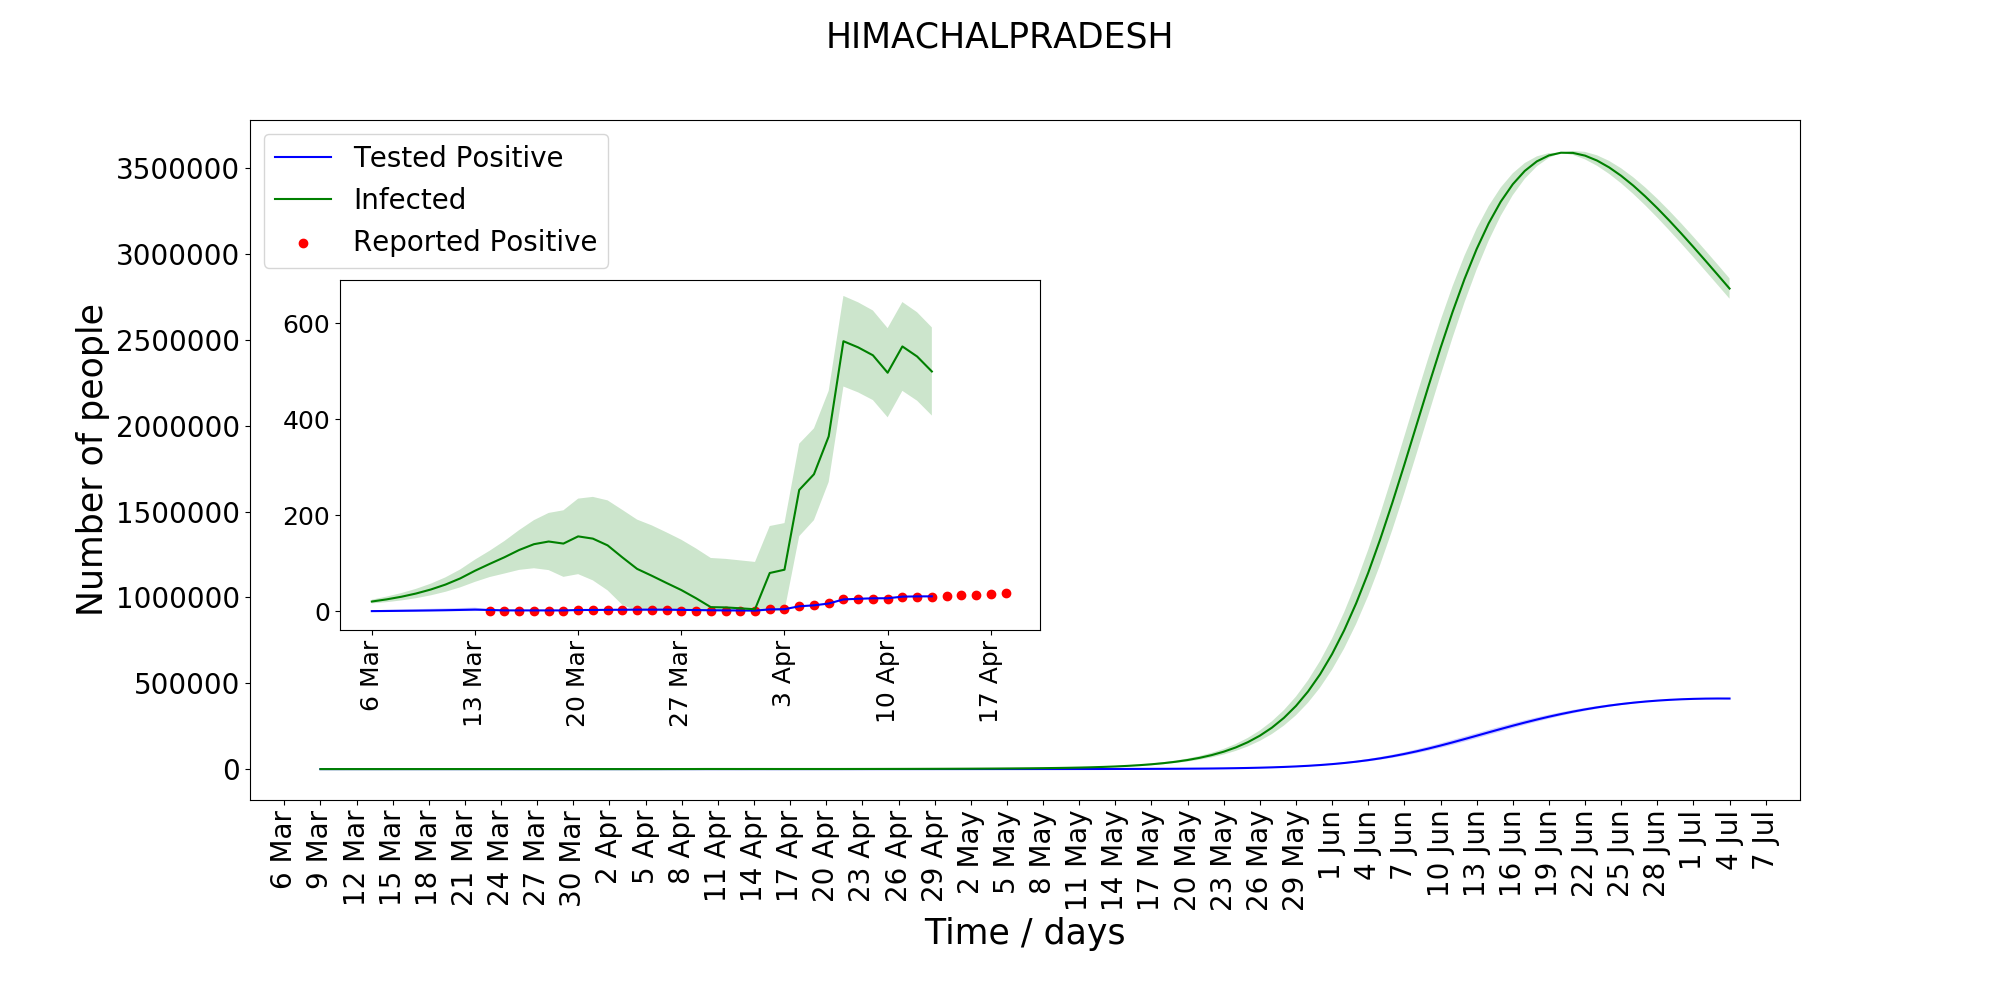 HIMACHALPRADESH
Tested Positive
Infected
Reported Positive
Number of people
3500000
3000000
2500000
2000000
1500000
1000000
500000
0
600
400
200
0
6 Mar
13 Mar
20 Mar
27 Mar
3 Apr
10 Apr
17 Apr
6 Mar
9 Mar
12 Mar
15 Mar
18 Mar
21 Mar
24 Mar
27 Mar
30 Mar
2 Apr
5 Apr
8 Apr
11 Apr
14 Apr
17 Apr
20 Apr
23 Apr
26 Apr
29 Apr
2 May
5 May
8 May
11 May
14 May
17 May
20 May
23 May
26 May
29 May
1 Jun
4 Jun
7 Jun
10 Jun
13 Jun
16 Jun
19 Jun
22 Jun
25 Jun
28 Jun
1 Jul
4 Jul
7 Jul
Time / days